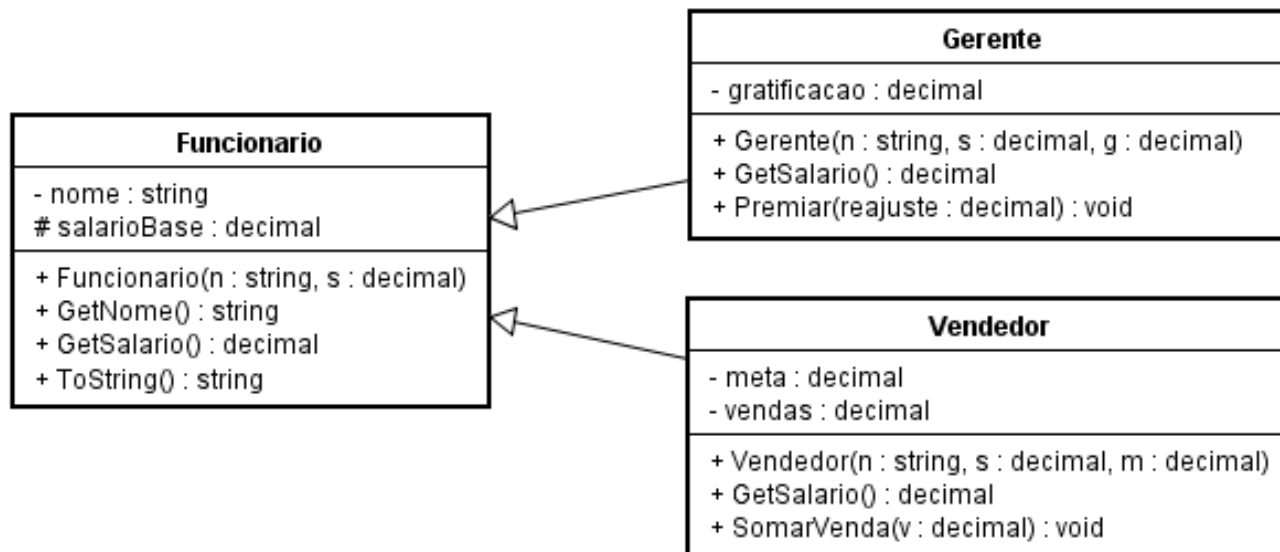 Funcionario
- nome : string
# salarioBase : decimal
+ Funcionario(n : string, s : decimal)
+ GetNome() : string
+ GetSalario() : decimal
+ ToString() : string
Gerente
- gratificacao : decimal
+ Gerente(n : string, s : decimal, g : decimal)
+ GetSalario() : decimal
+ Premiar(reajuste : decimal) : void
Vendedor
- meta : decimal
- vendas : decimal
+ Vendedor(n : string, s : decimal, m : decimal)
+ GetSalario() : decimal
+ SomarVenda(v : decimal) : void